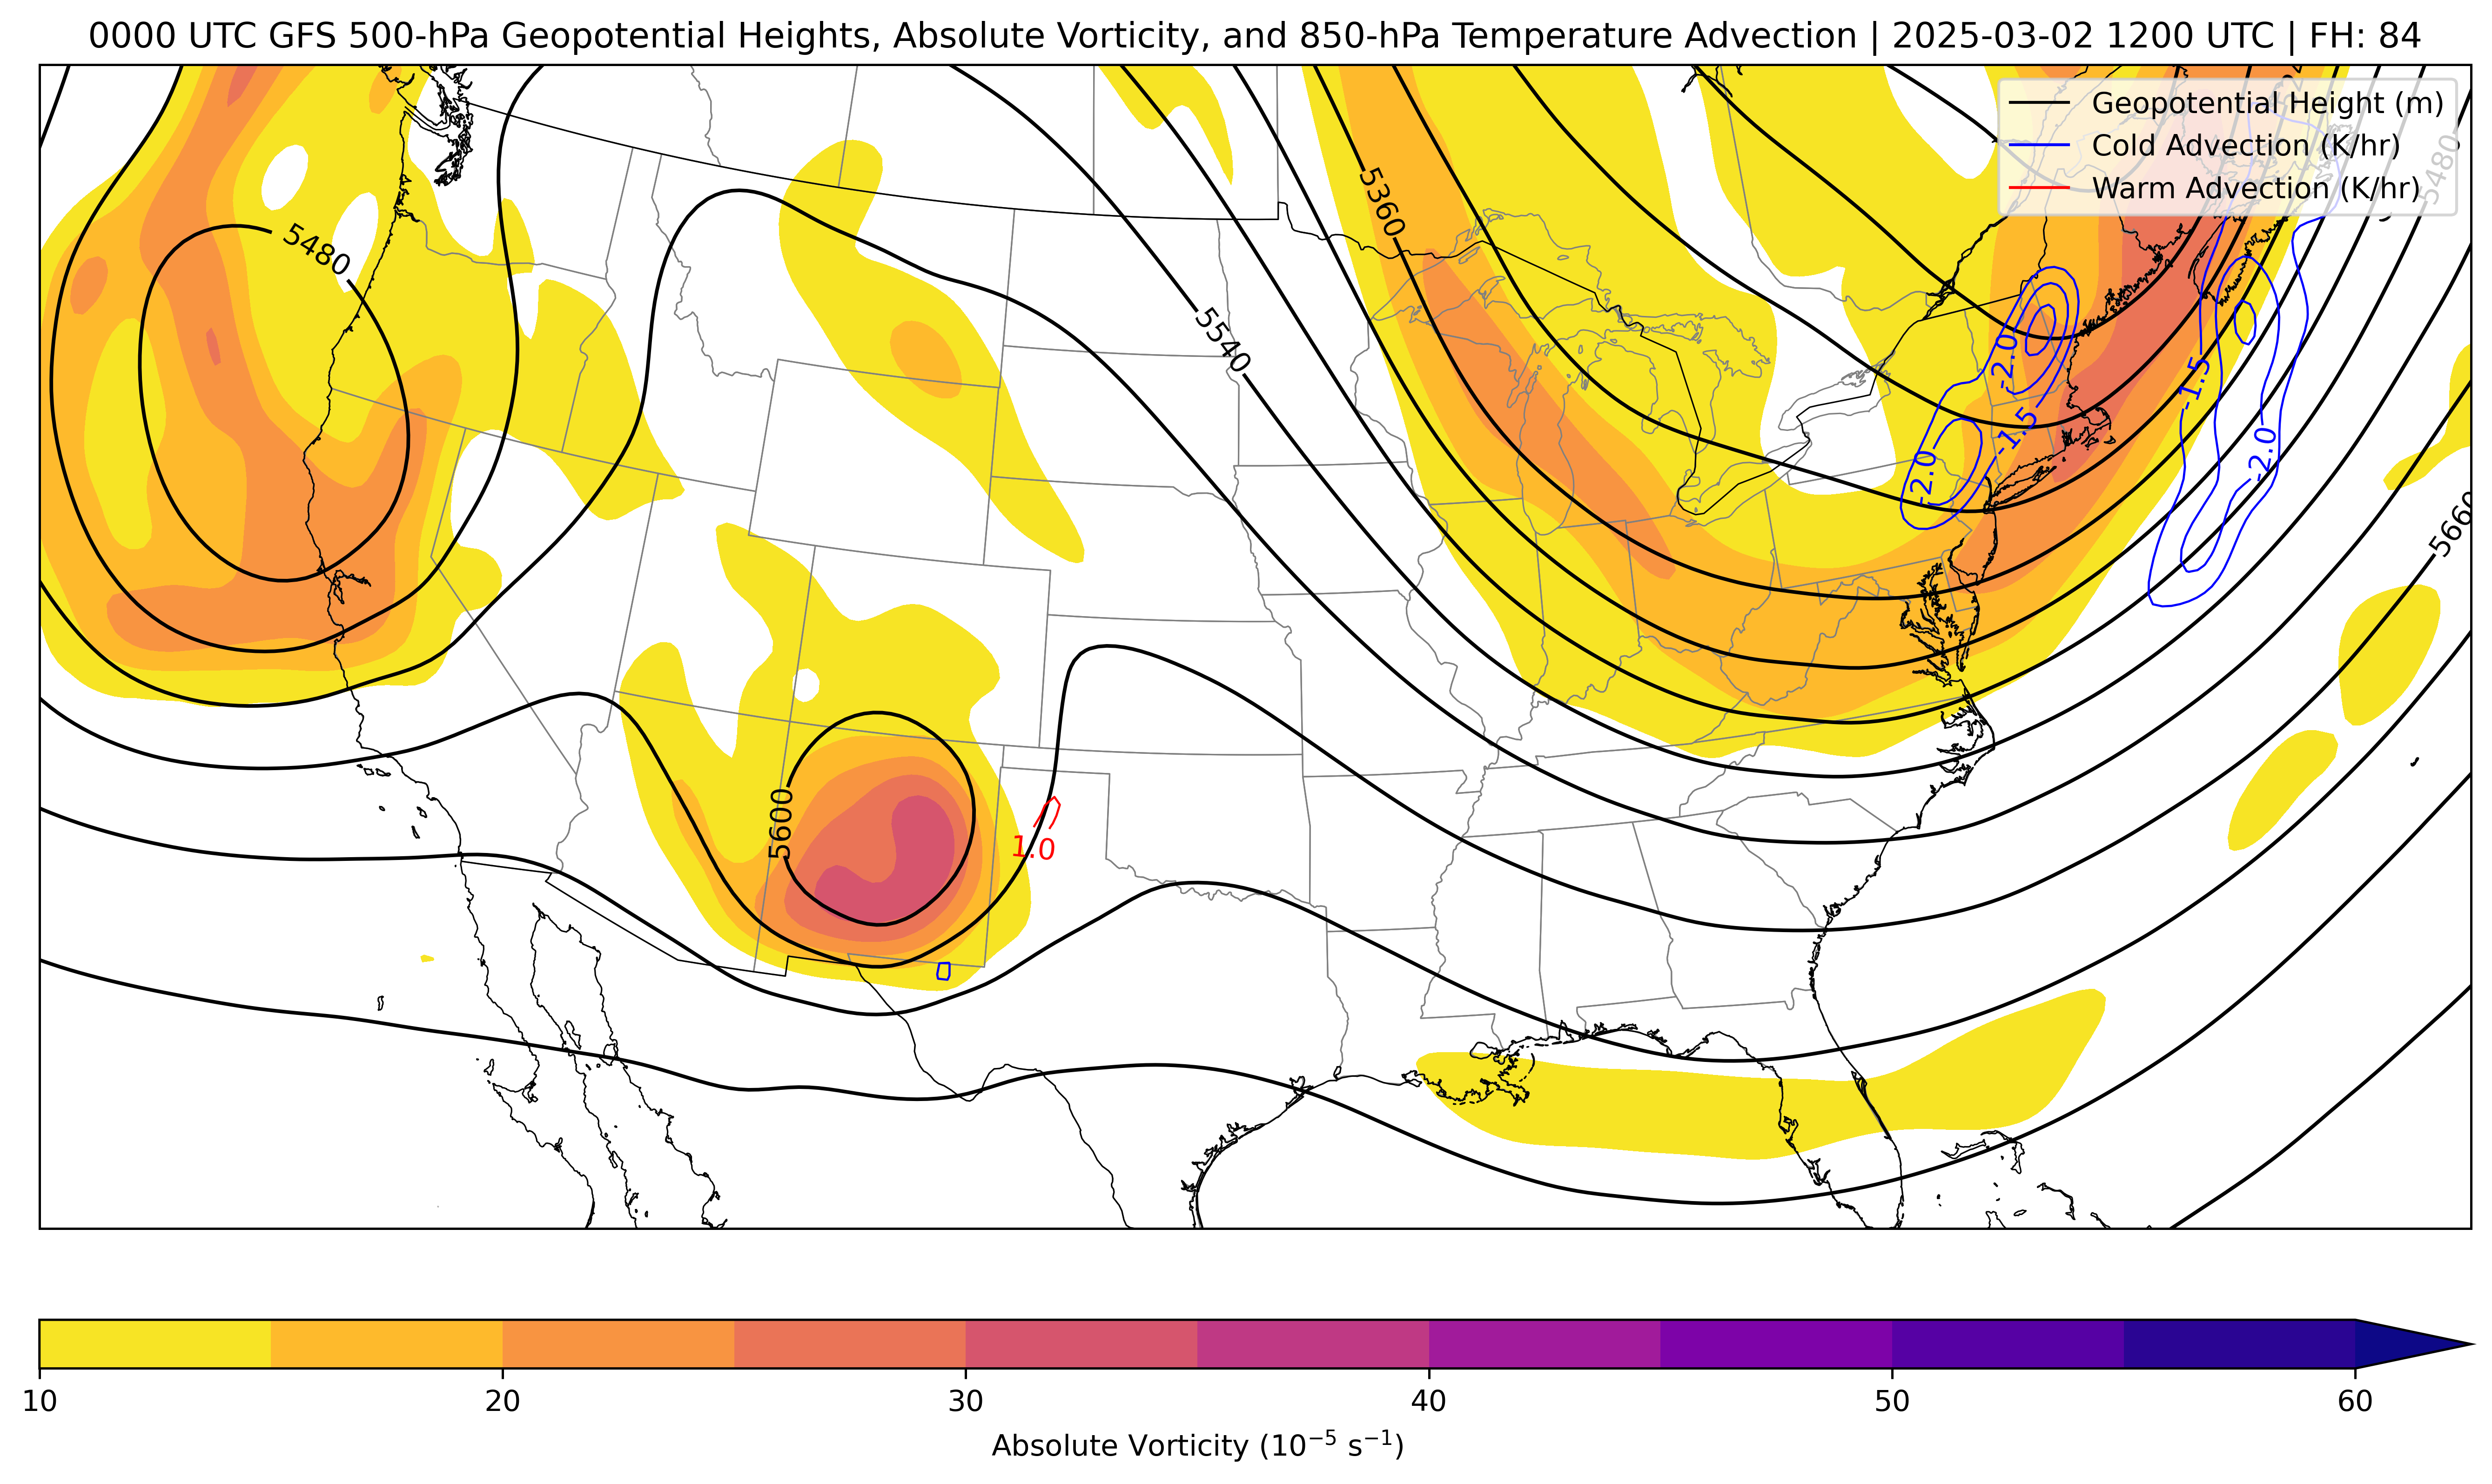 0000 UTC GFS 500-hPa Geopotential Heights, Absolute Vorticity, and 850-hPa Temperature Advection | 2025-03-02 1200 UTC | FH: 84
Geopotential Height (m)
Cold Advection (K/hr)
Warm Advection (K/hr)
5480
5360
5480
5540
-2.0
-1.5
-1.5
-2.0
-2.0
5660
5600
1.0
10 20 30 40 50 60
Absolute Vorticity (10⁻⁵ s⁻¹)